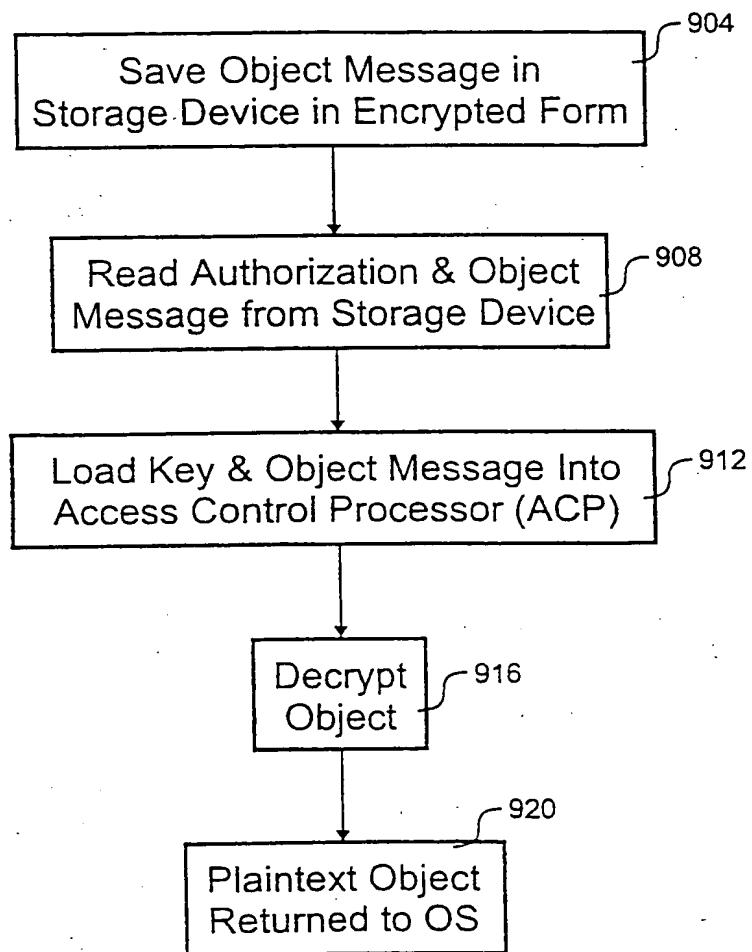 904
Save Object Message in
Storage Device in Encrypted Form
908
Read Authorization & Object
Message from Storage Device
912
Load Key & Object Message Into
Access Control Processor (ACP)
916
Decrypt
Object
920
Plaintext Object
Returned to OS